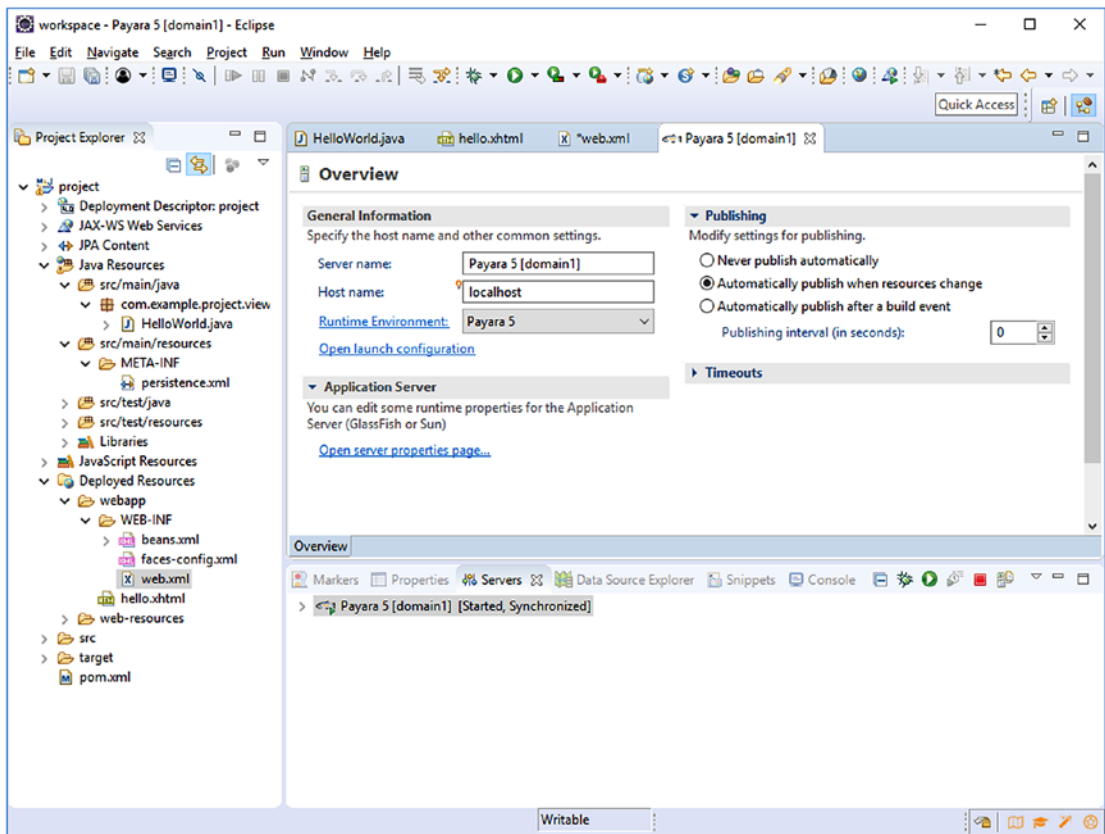 workspace - Payara 5 [domain1] - Eclipse
File Edit Navigate Search Project Run Window Help
Quick Access
Project Explorer
project
Deployment Descriptor: project
JAX-WS Web Services
JPA Content
Java Resources
src/main/java
com.example.project.view
HelloWorld.java
src/main/resources
META-INF
persistence.xml
src/test/java
src/test/resources
Libraries
JavaScript Resources
Deployed Resources
webapp
WEB-INF
beans.xml
faces-config.xml
web.xml
hello.xhtml
web-resources
src
target
pom.xml
HelloWorld.java hello.xhtml *web.xml Payara 5 [domain1]
Overview
General Information
Specify the host name and other common settings.
Server name: Payara 5 [domain1]
Host name: localhost
Runtime Environment: Payara 5
Open launch configuration
Application Server
You can edit some runtime properties for the Application
Server (GlassFish or Sun)
Open server properties page...
Publishing
Modify settings for publishing.
Never publish automatically
Automatically publish when resources change
Automatically publish after a build event
Publishing interval (in seconds): 0
Timeouts
Overview
Markers Properties Servers Data Source Explorer Snippets Console
Payara 5 [domain1] [Started, Synchronized]
Writable